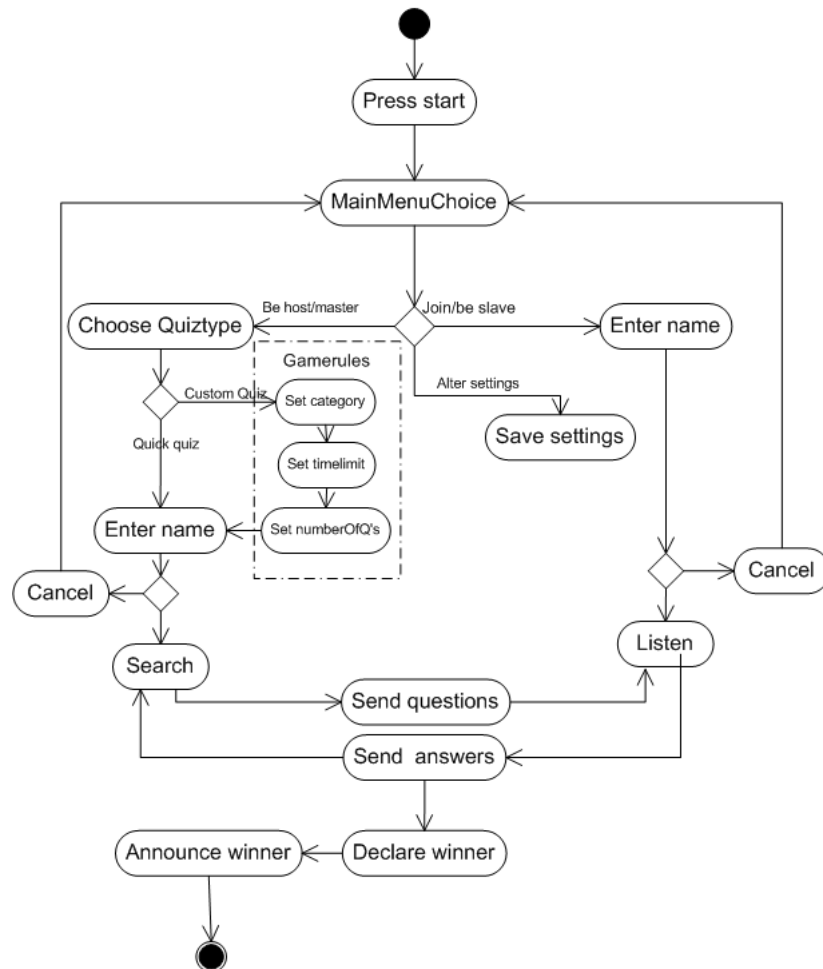 Press start
MainMenuChoice
Be host/master
Join/be slave
Choose Quiztype
Enter name
Gamerules
Alter settings
Custom Quiz
Set category
Save settings
Quick quiz
Set timelimit
Enter name
Set numberOfQ's
Cancel
Cancel
Listen
Search
Send questions
Send  answers
Announce winner
Declare winner